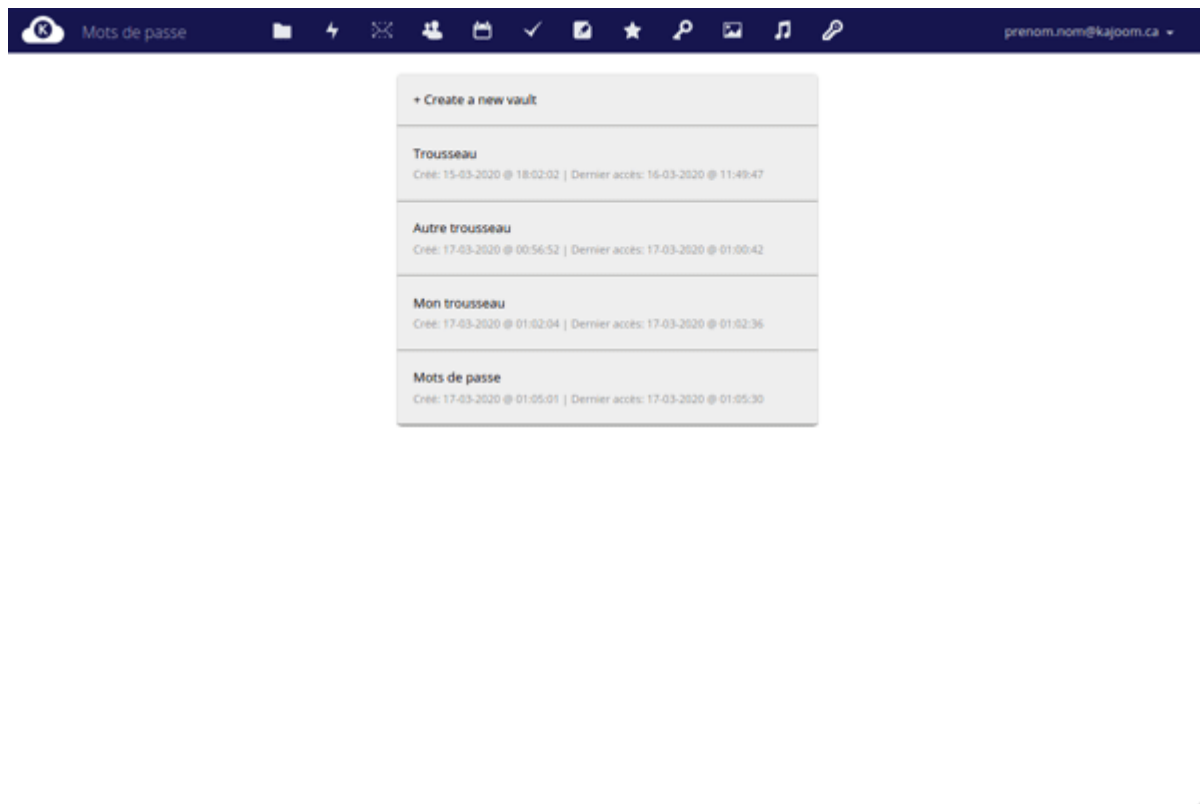 K
Mots de passe
prenom.nom@kajoom.ca
+ Create a new vault
Trousseau
Créé: 15-03-2020 @ 18:02:02 | Dernier accès: 16-03-2020 @ 11:49:47
Autre trousseau
Créé: 17-03-2020 @ 00:56:52 | Dernier accès: 17-03-2020 @ 01:00:42
Mon trousseau
Créé: 17-03-2020 @ 01:02:04 | Dernier accès: 17-03-2020 @ 01:02:36
Mots de passe
Créé: 17-03-2020 @ 01:05:01 | Dernier accès: 17-03-2020 @ 01:05:30